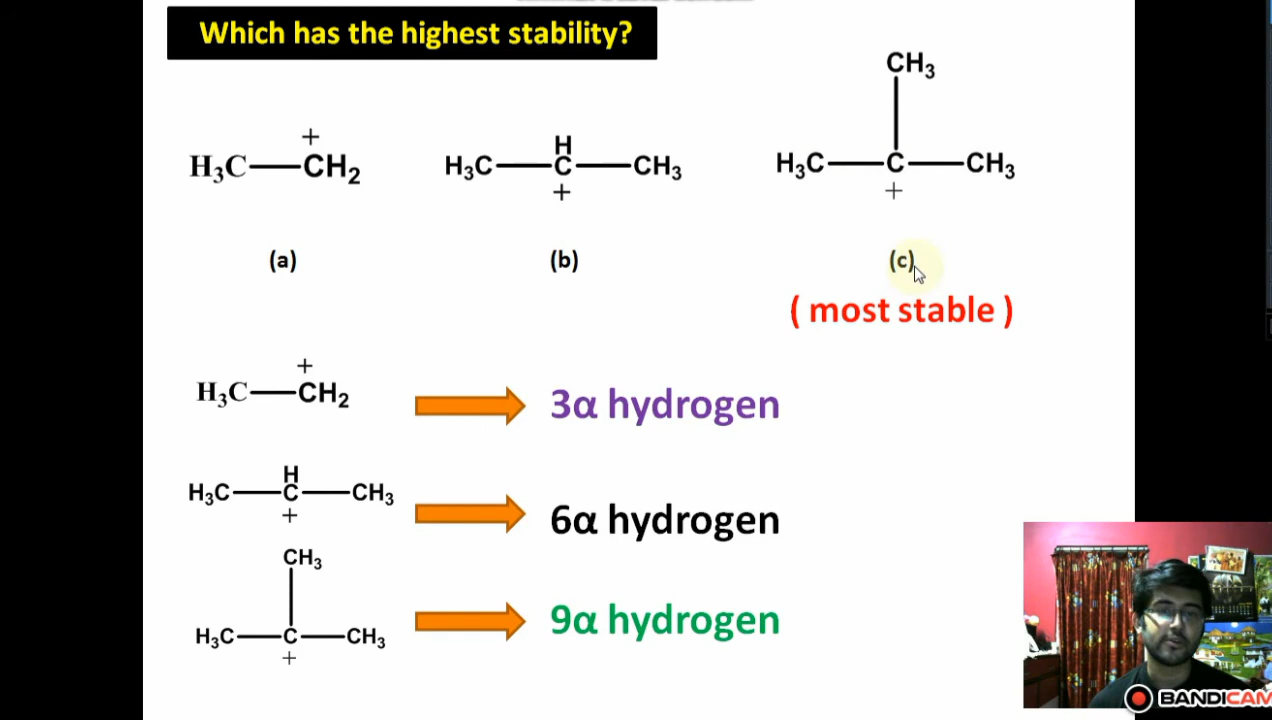 Which has the highest stability?
H₃C—CH₂
+
(a)
H
H₃C—C—CH₃
+
(b)
CH₃
H₃C—C—CH₃
+
(c)
( most stable )
+
H₃C—CH₂
3α hydrogen
H
H₃C—C—CH₃
+
6α hydrogen
CH₃
H₃C—C—CH₃
+
9α hydrogen
BANDICAM